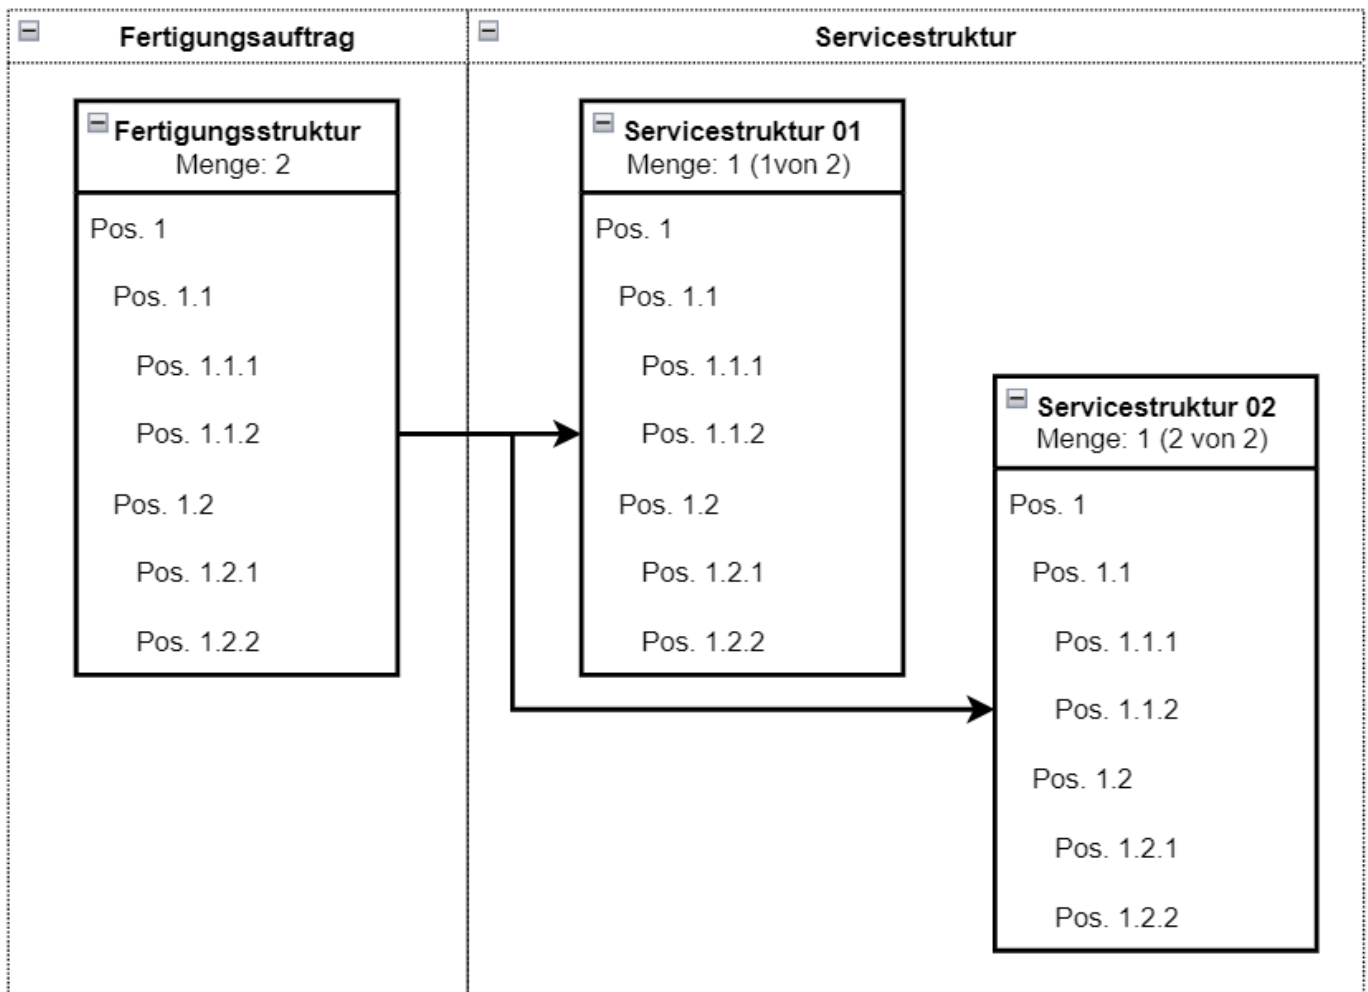 Fertigungsauftrag
Servicestruktur
Fertigungsstruktur
Menge: 2
Pos. 1
Pos. 1.1
Pos. 1.1.1
Pos. 1.1.2
Pos. 1.2
Pos. 1.2.1
Pos. 1.2.2
Servicestruktur 01
Menge: 1 (1von 2)
Pos. 1
Pos. 1.1
Pos. 1.1.1
Pos. 1.1.2
Pos. 1.2
Pos. 1.2.1
Pos. 1.2.2
Servicestruktur 02
Menge: 1 (2 von 2)
Pos. 1
Pos. 1.1
Pos. 1.1.1
Pos. 1.1.2
Pos. 1.2
Pos. 1.2.1
Pos. 1.2.2